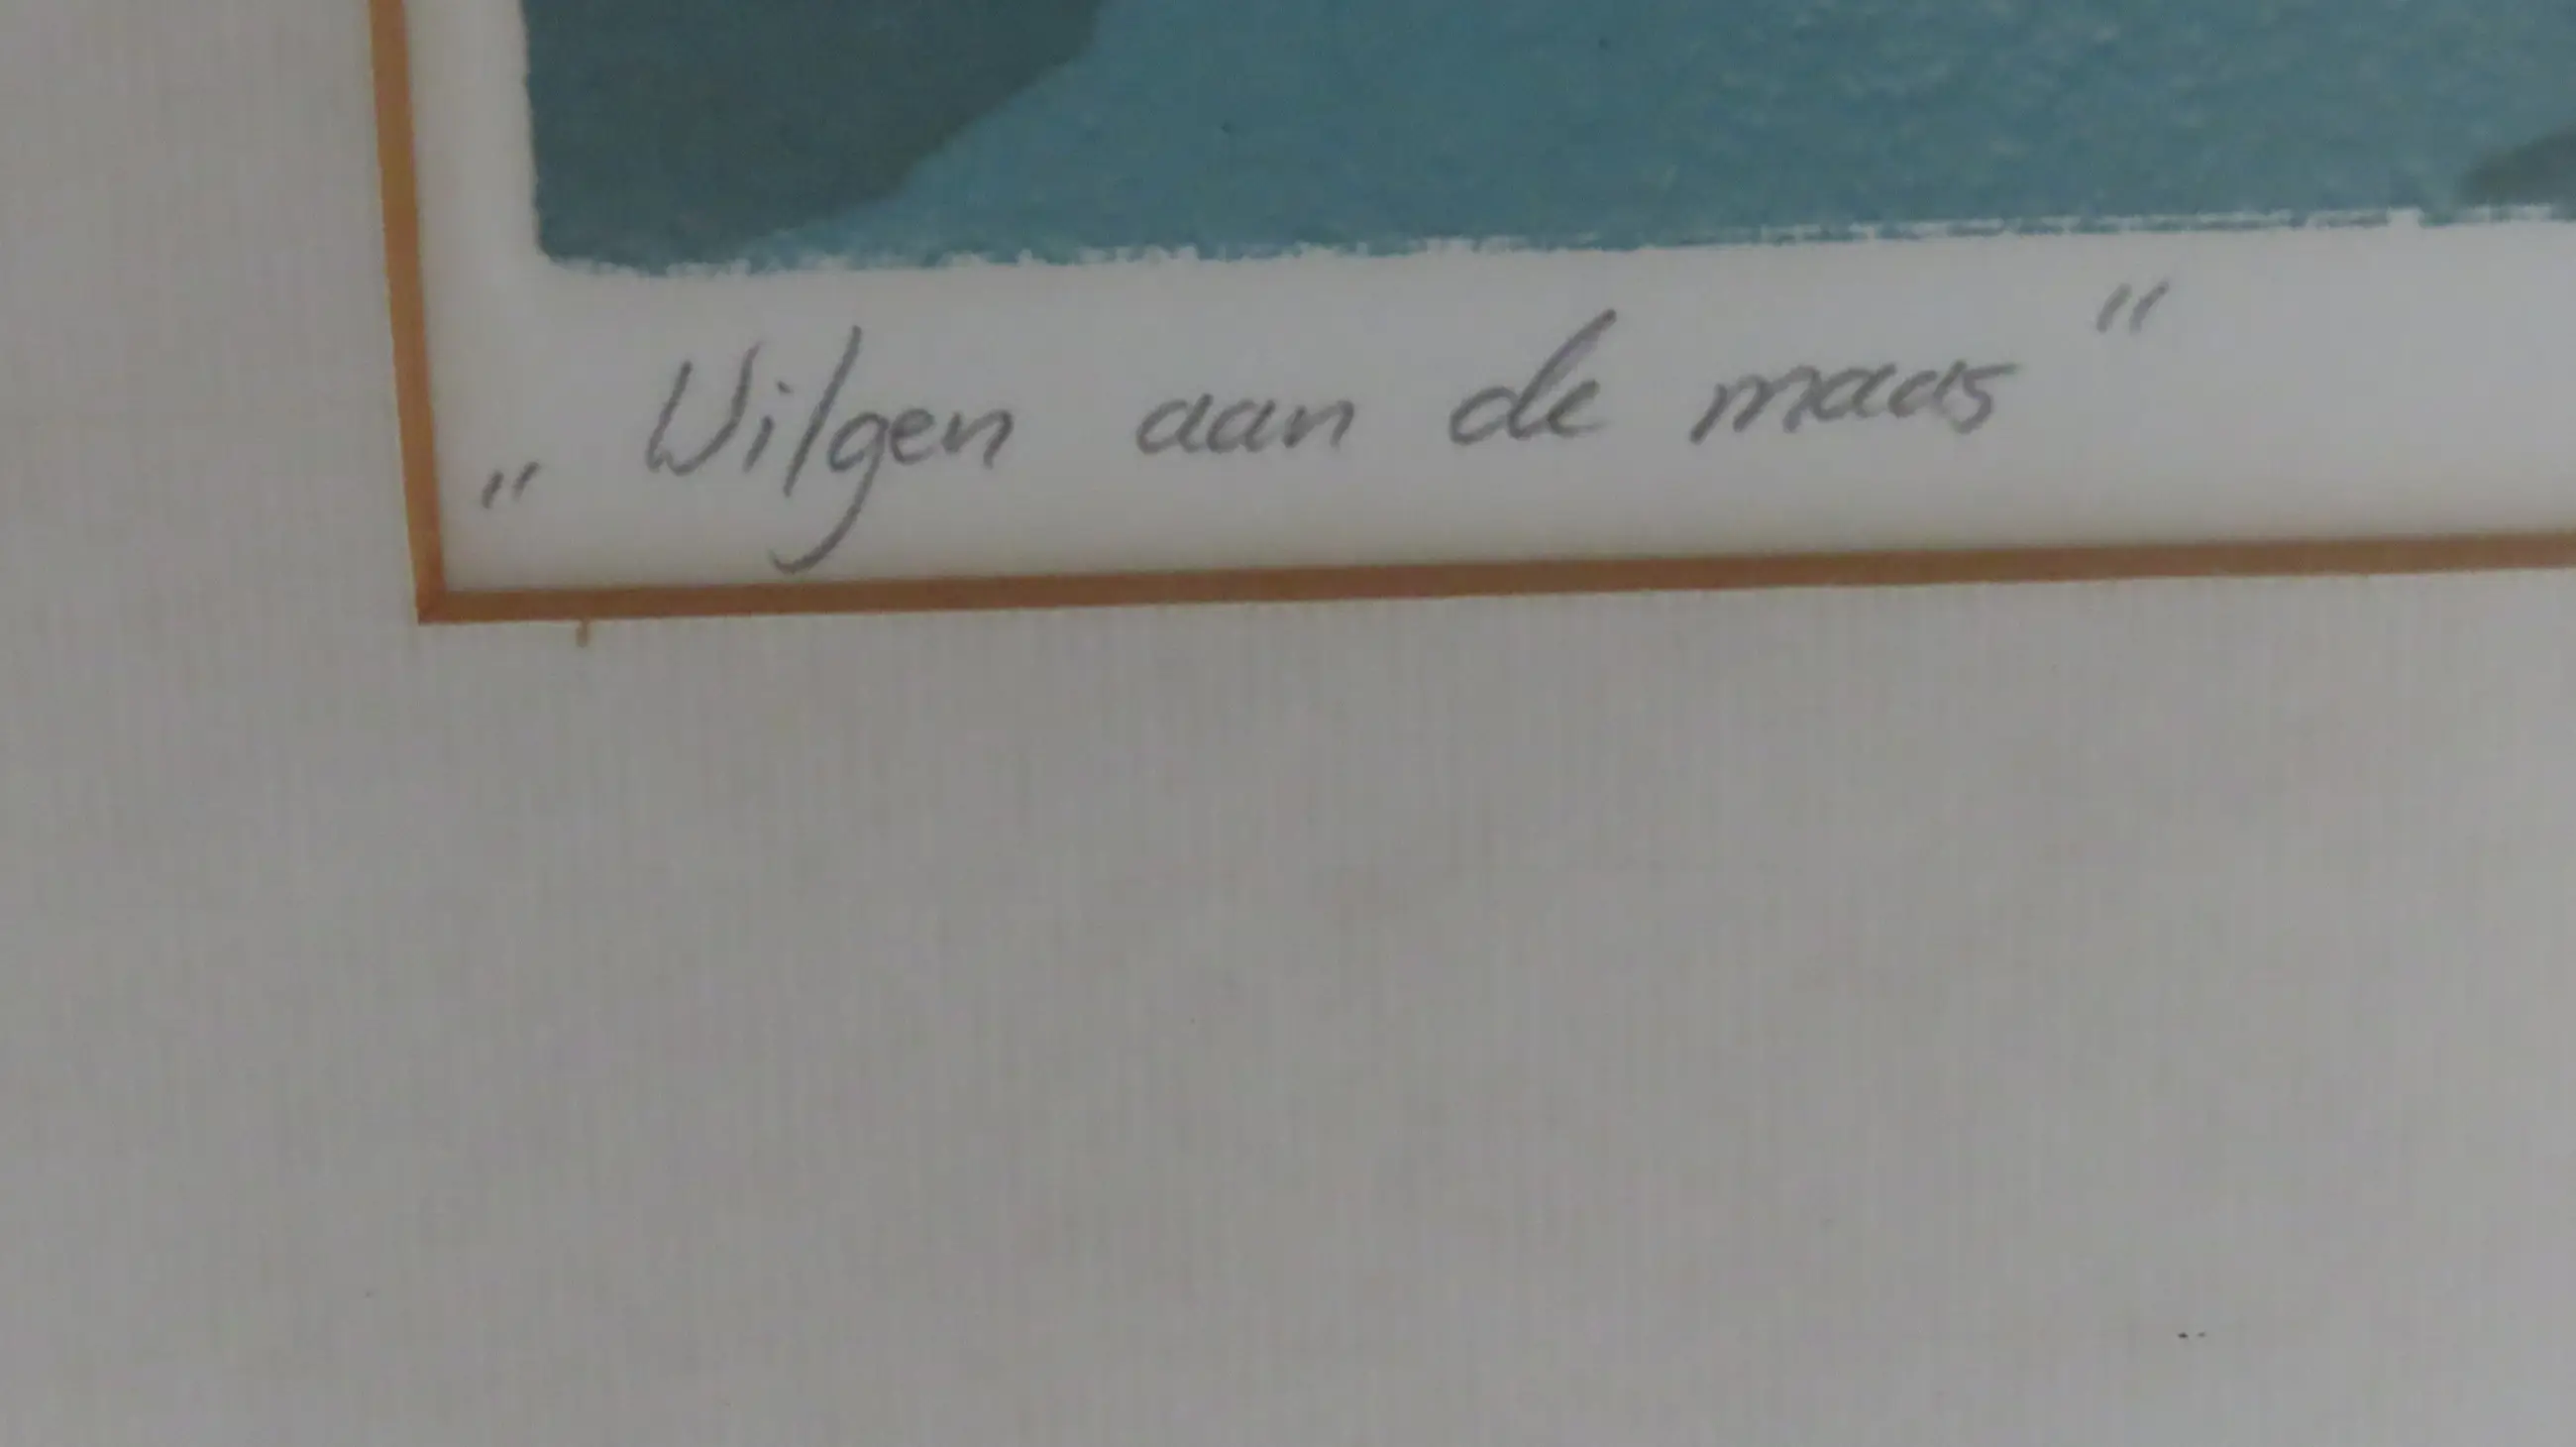 „Wilgen aan de maas"